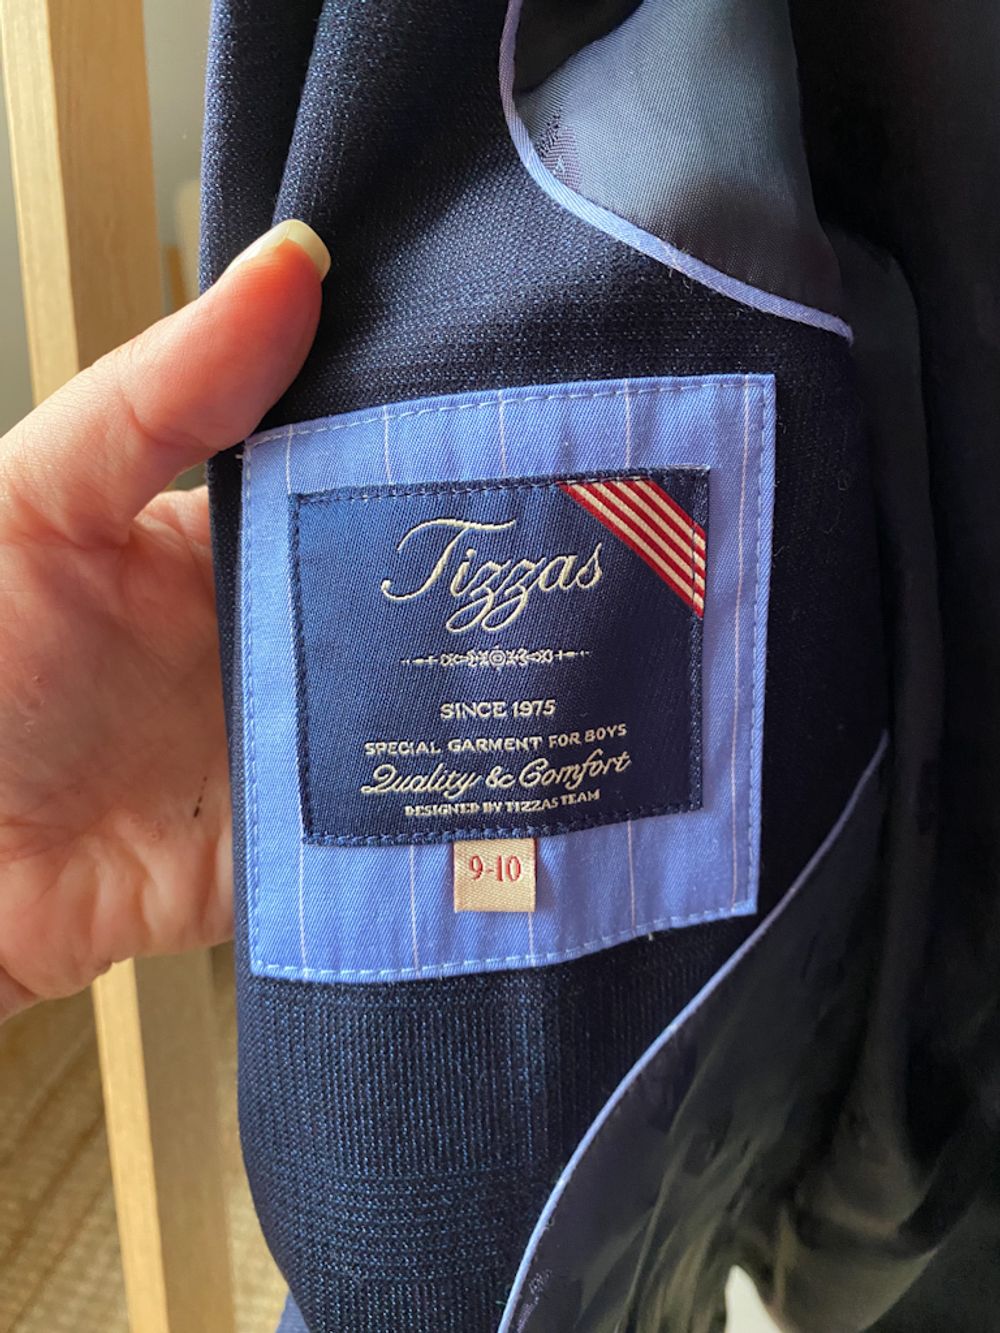 Tizzas
SINCE 1975
SPECIAL GARMENT FOR BOYS
Quality & Comfort
DESIGNED BY TIZZAS TEAM
9-10